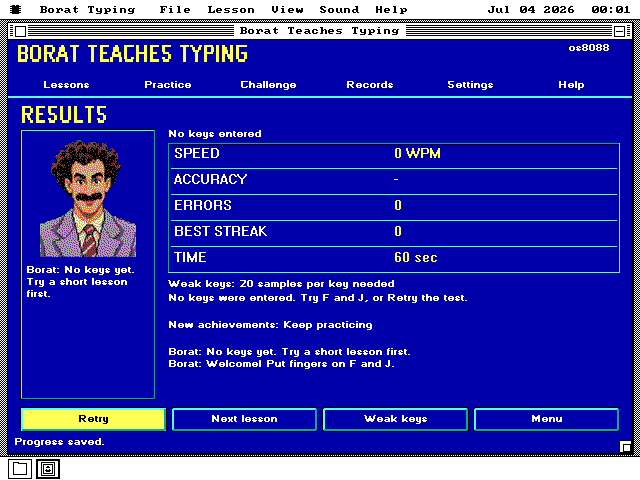 Borat Typing File Lesson View Sound Help Jul 04 2026 00:01
Borat Teaches Typing
BORAT TEACHES TYPING
os8088
Lessons Practice Challenge Records Settings Help
RESULTS
No keys entered
SPEED 0 WPM
ACCURACY -
ERRORS 0
BEST STREAK 0
TIME 60 sec
Borat: No keys yet.
Try a short lesson
first.
Weak keys: 20 samples per key needed
No keys were entered. Try F and J, or Retry the test.
New achievements: Keep practicing
Borat: No keys yet. Try a short lesson first.
Borat: Welcome! Put fingers on F and J.
Retry Next lesson Weak keys Menu
Progress saved.